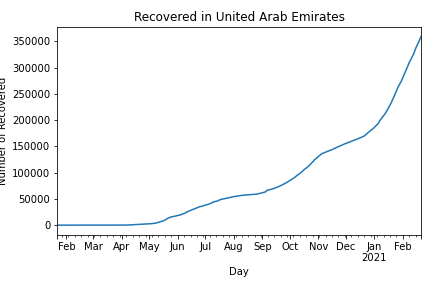 Recovered in United Arab Emirates
Number of Recovered
350000
300000
250000
200000
150000
100000
50000
0
Feb Mar Apr May Jun Jul Aug Sep Oct Nov Dec Jan Feb
2021
Day